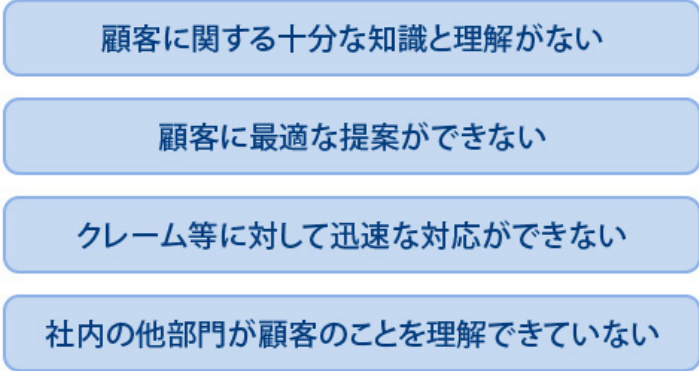 顧客に関する十分な知識と理解がない
顧客に最適な提案ができない
クレーム等に対して迅速な対応ができない
社内の他部門が顧客のことを理解できていない